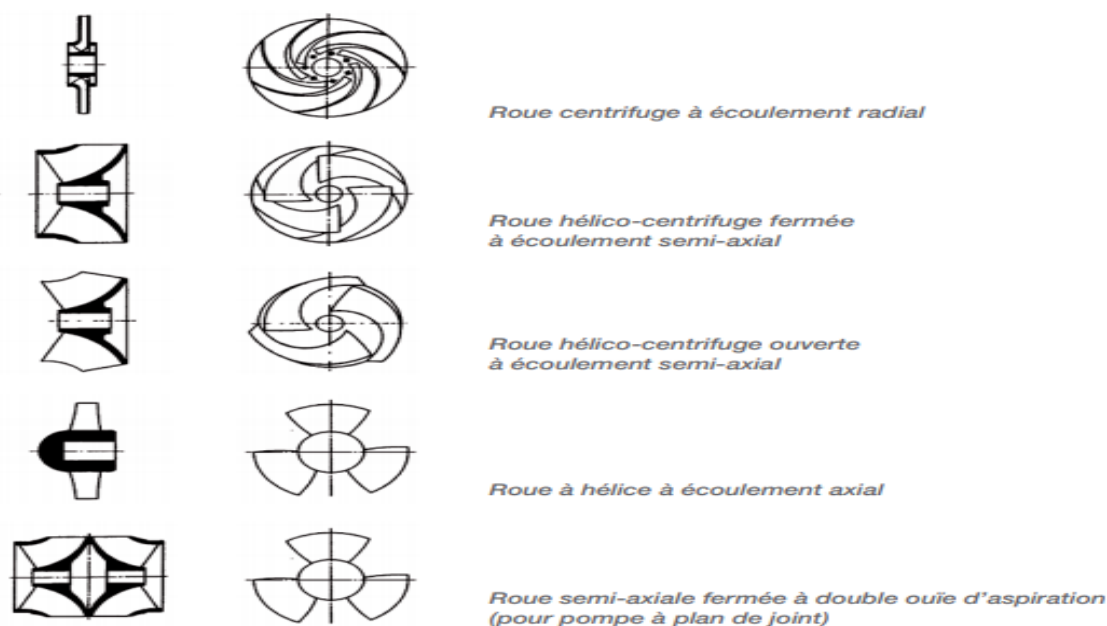 Roue centrifuge à écoulement radial
Roue hélico-centrifuge fermée
à écoulement semi-axial
Roue hélico-centrifuge ouverte
à écoulement semi-axial
Roue à hélice à écoulement axial
Roue semi-axiale fermée à double ouïe d'aspiration
(pour pompe à plan de joint)